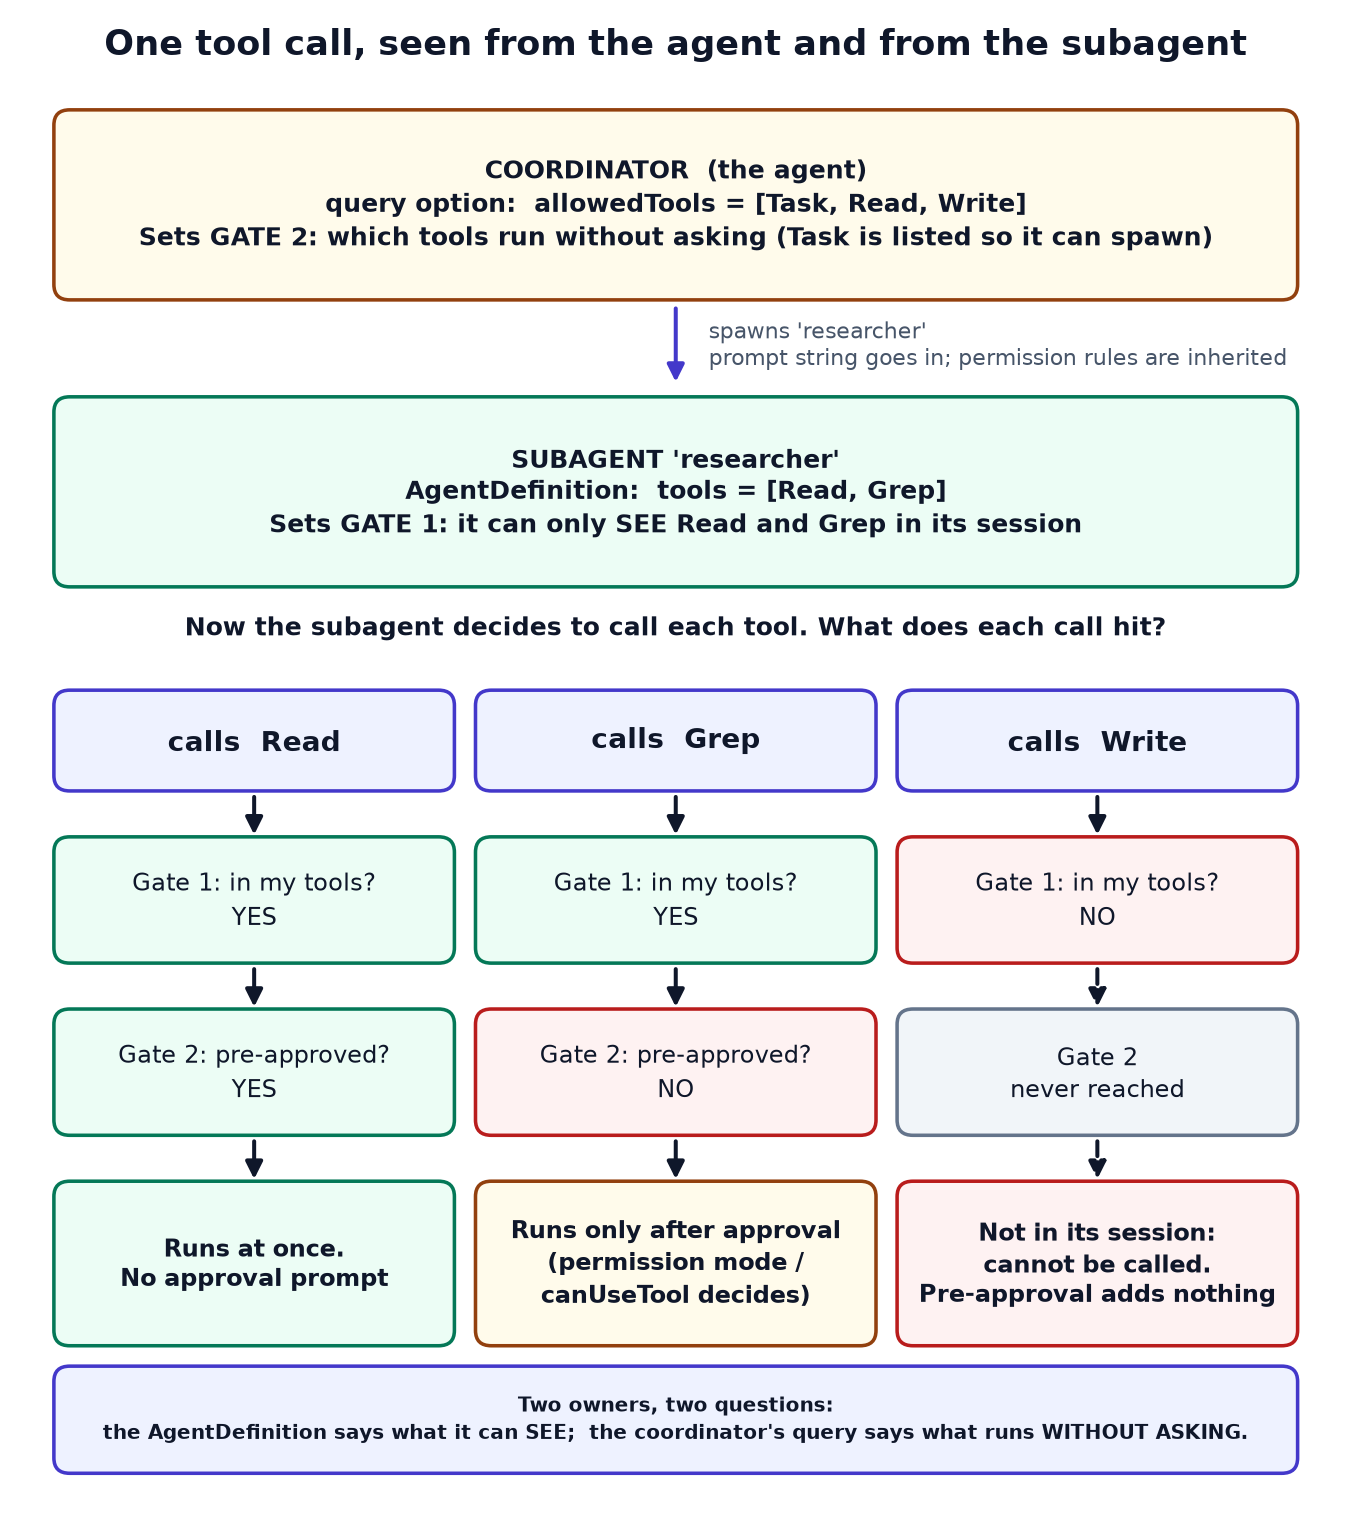 One tool call, seen from the agent and from the subagent
COORDINATOR  (the agent)
query option:  allowedTools = [Task, Read, Write]
Sets GATE 2: which tools run without asking (Task is listed so it can spawn)
spawns 'researcher'
prompt string goes in; permission rules are inherited
SUBAGENT 'researcher'
AgentDefinition:  tools = [Read, Grep]
Sets GATE 1: it can only SEE Read and Grep in its session
Now the subagent decides to call each tool. What does each call hit?
calls  Read
calls  Grep
calls  Write
Gate 1: in my tools?
YES
Gate 1: in my tools?
YES
Gate 1: in my tools?
NO
Gate 2: pre-approved?
YES
Gate 2: pre-approved?
NO
Gate 2
never reached
Runs at once.
No approval prompt
Runs only after approval
(permission mode /
canUseTool decides)
Not in its session:
cannot be called.
Pre-approval adds nothing
Two owners, two questions:
the AgentDefinition says what it can SEE;  the coordinator's query says what runs WITHOUT ASKING.